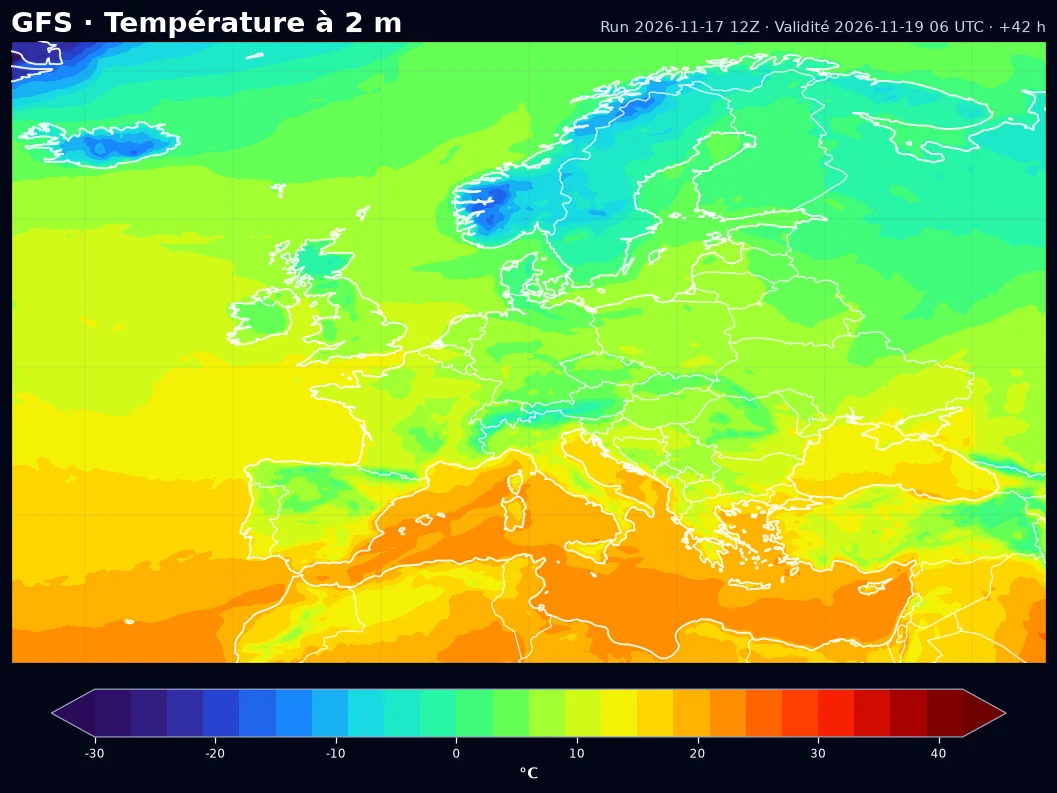 GFS · Température à 2 m
Run 2026-11-17 12Z · Validité 2026-11-19 06 UTC · +42 h
-30 -20 -10 0 10 20 30 40
°C